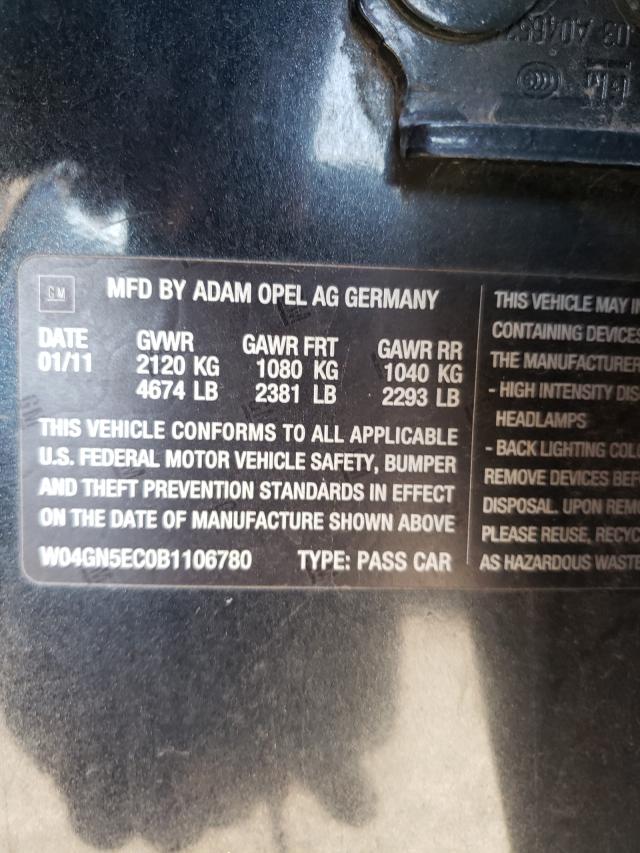 GM
MFD BY ADAM OPEL AG GERMANY
DATE GVWR GAWR FRT GAWR RR
01/11 2120 KG 1080 KG 1040 KG
4674 LB 2381 LB 2293 LB
THIS VEHICLE CONFORMS TO ALL APPLICABLE
U.S. FEDERAL MOTOR VEHICLE SAFETY, BUMPER
AND THEFT PREVENTION STANDARDS IN EFFECT
ON THE DATE OF MANUFACTURE SHOWN ABOVE
W04GN5EC0B1106780 TYPE: PASS CAR
THIS VEHICLE MAY
CONTAINING DEVICES
THE MANUFACTURER
- HIGH INTENSITY
HEADLAMPS
- BACK LIGHTING
REMOVE DEVICES
DISPOSAL. UPON
PLEASE REUSE,
AS HAZARDOUS WASTE